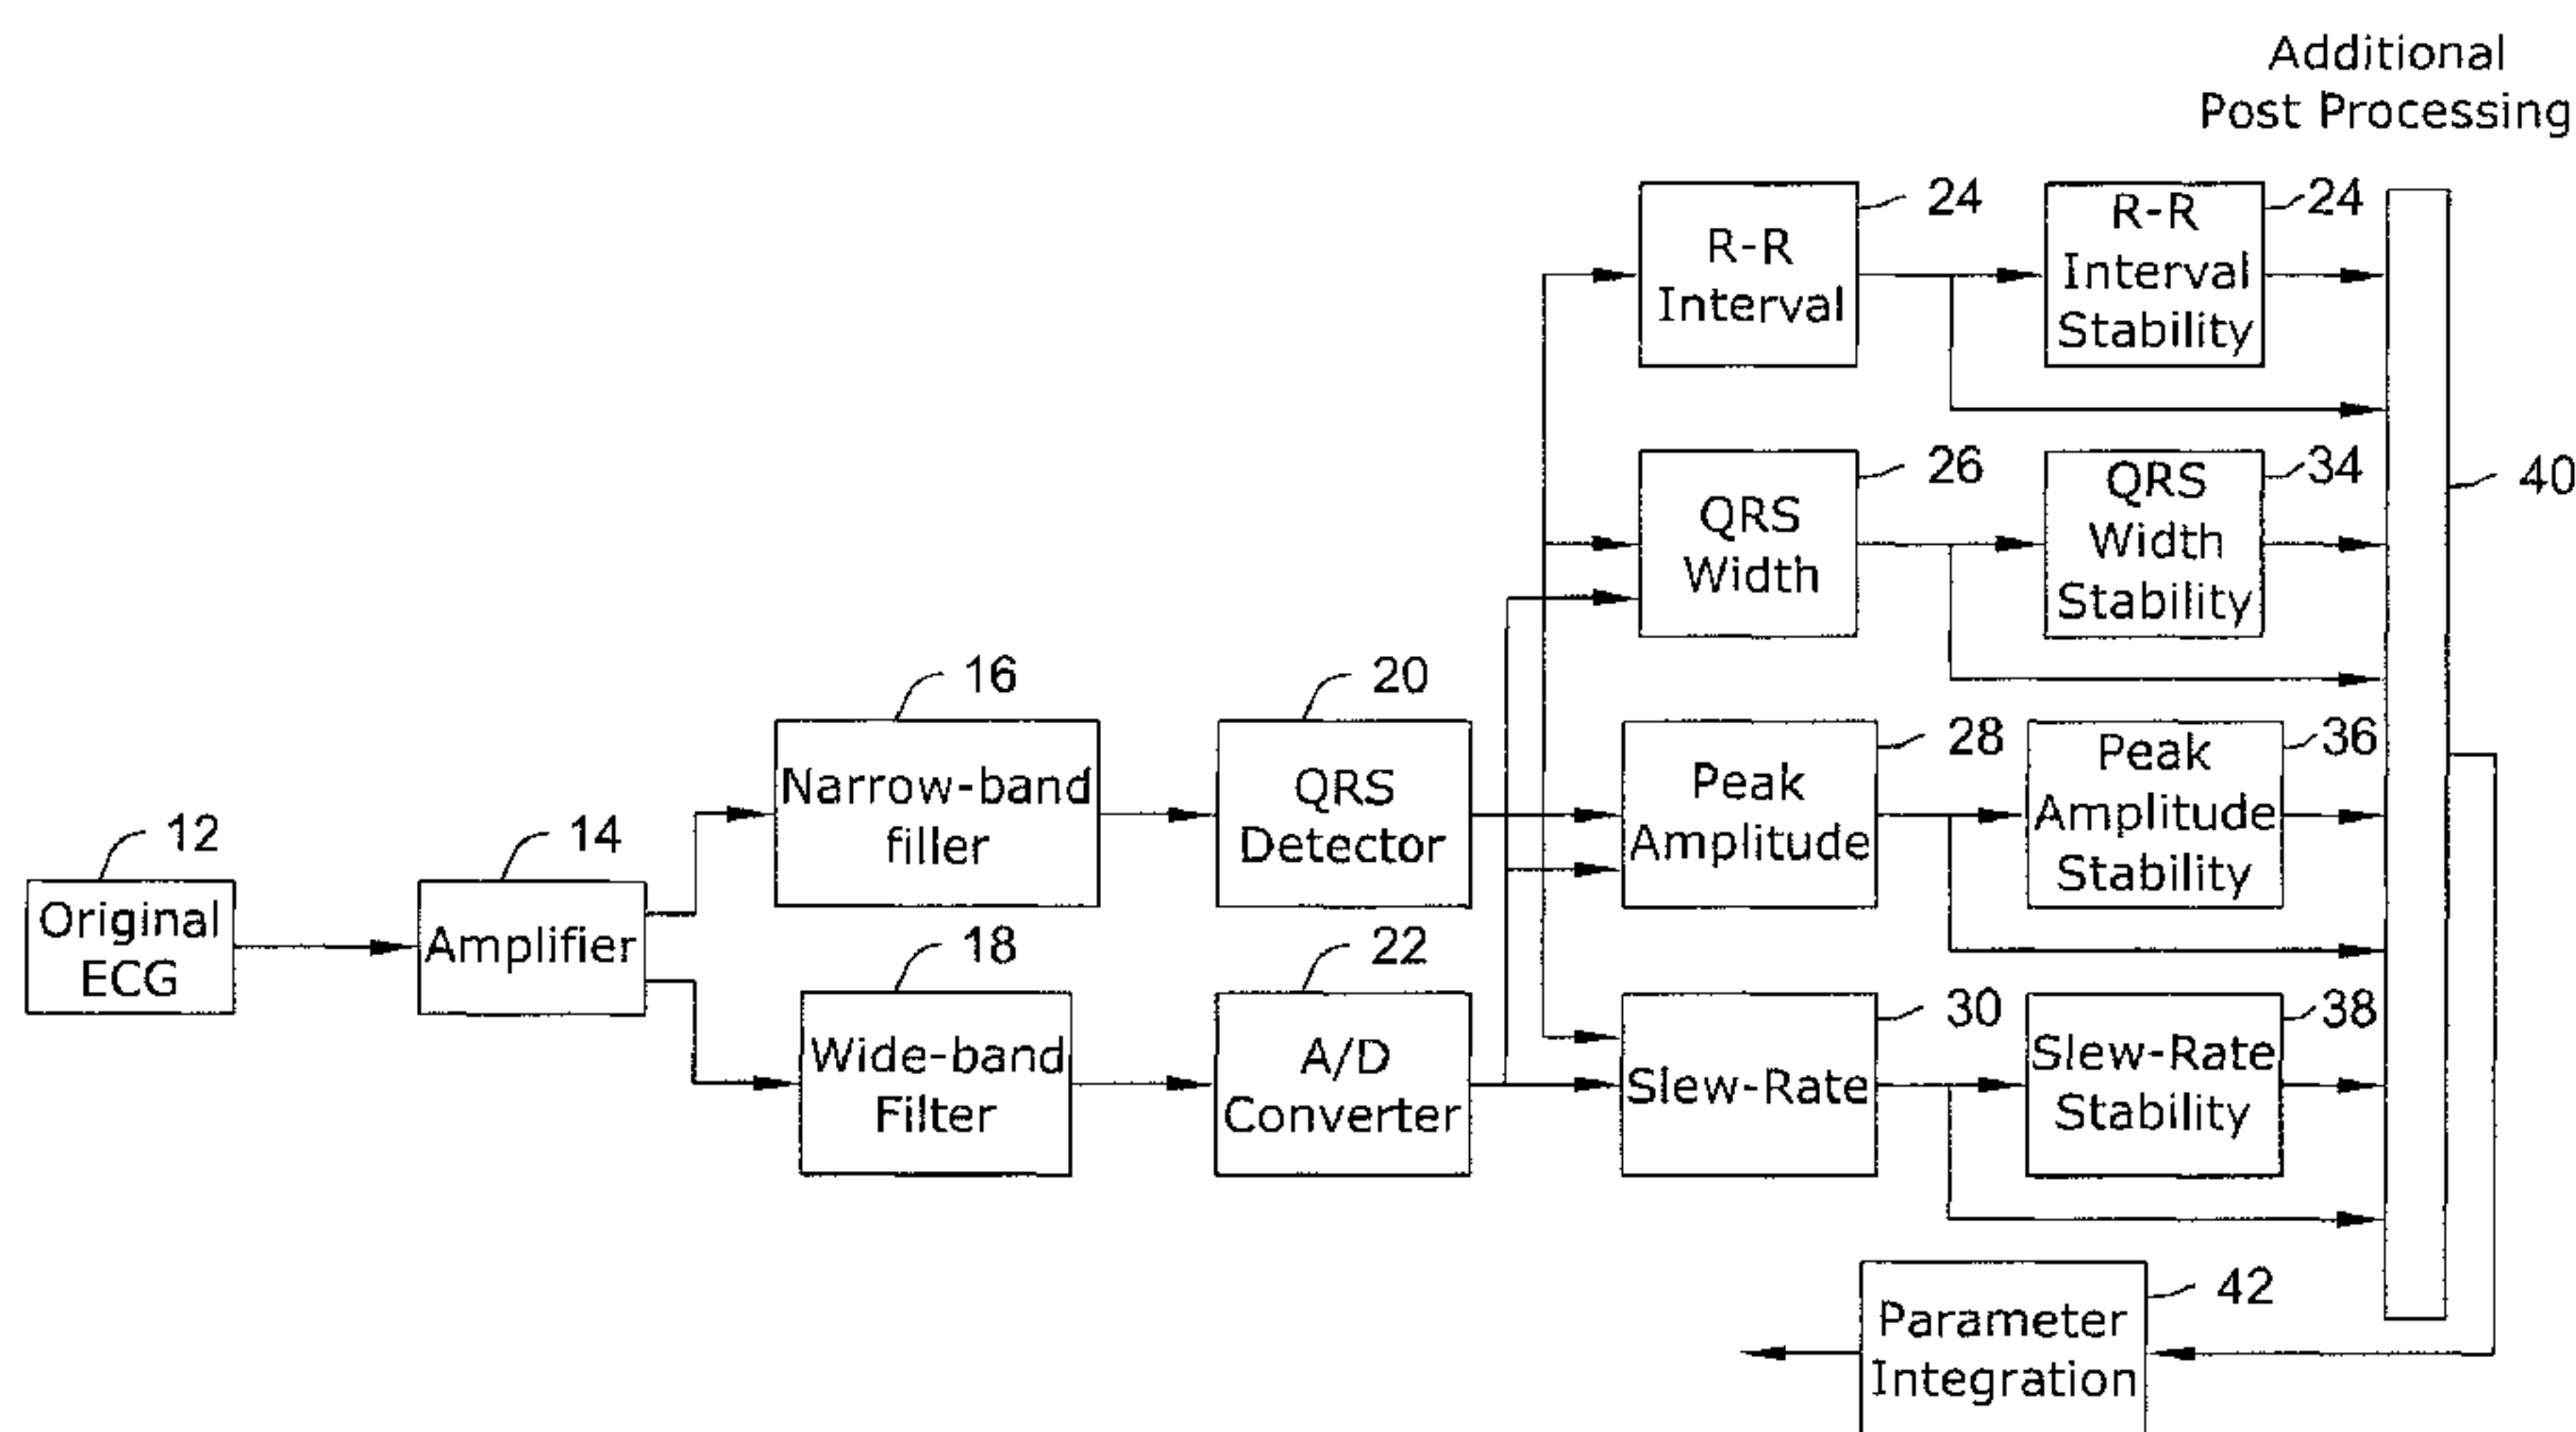 Additional
Post Processing
24
R-R
Interval
24
R-R
Interval
Stability
40
26
QRS
Width
34
QRS
Width
Stability
16
Narrow-band
filler
20
QRS
Detector
28
Peak
Amplitude
36
Peak
Amplitude
Stability
12
Original
ECG
14
Amplifier
18
Wide-band
Filter
22
A/D
Converter
30
Slew-Rate
38
Slew-Rate
Stability
42
Parameter
Integration